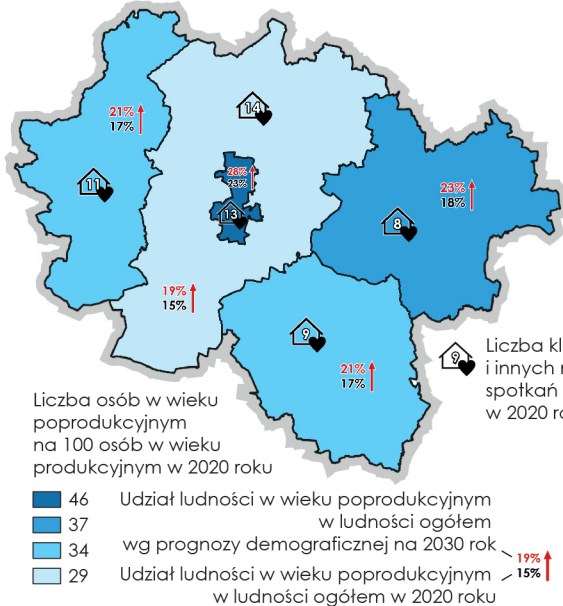 14
21%
17%
11
28%
23%
13
23%
18%
8
19%
15%
9
21%
17%
9
Liczba kl
i innych
spotkań
w 2020 ro
Liczba osób w wieku
poprodukcyjnym
na 100 osób w wieku
produkcyjnym w 2020 roku
46
37
34
29
Udział ludności w wieku poprodukcyjnym
w ludności ogółem
wg prognozy demograficznej na 2030 rok
19%
Udział ludności w wieku poprodukcyjnym
15%
w ludności ogółem w 2020 roku